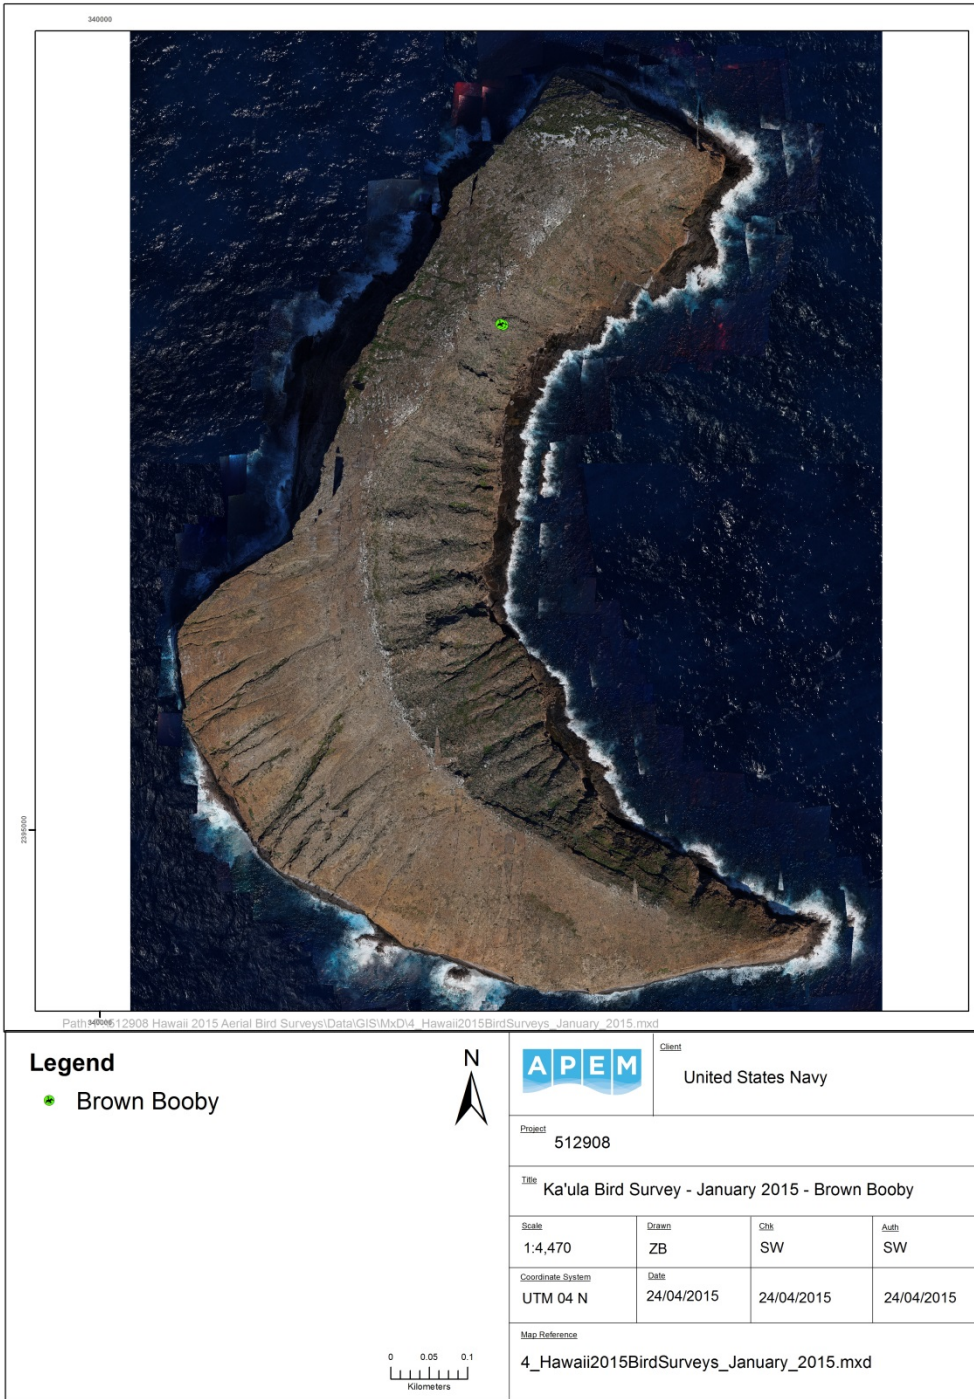 340000
2395000
340000
Path: 512908 Hawaii 2015 Aerial Bird Surveys\Data\GIS\MxD\4_Hawaii2015BirdSurveys_January_2015.mxd
Legend
Brown Booby
N
0 0.05 0.1
Kilometers
APEM
Client
United States Navy
Project
512908
Title
Ka'ula Bird Survey - January 2015 - Brown Booby
Scale Drawn Chk Auth
1:4,470 ZB SW SW
Coordinate System Date
UTM 04 N 24/04/2015 24/04/2015 24/04/2015
Map Reference
4_Hawaii2015BirdSurveys_January_2015.mxd